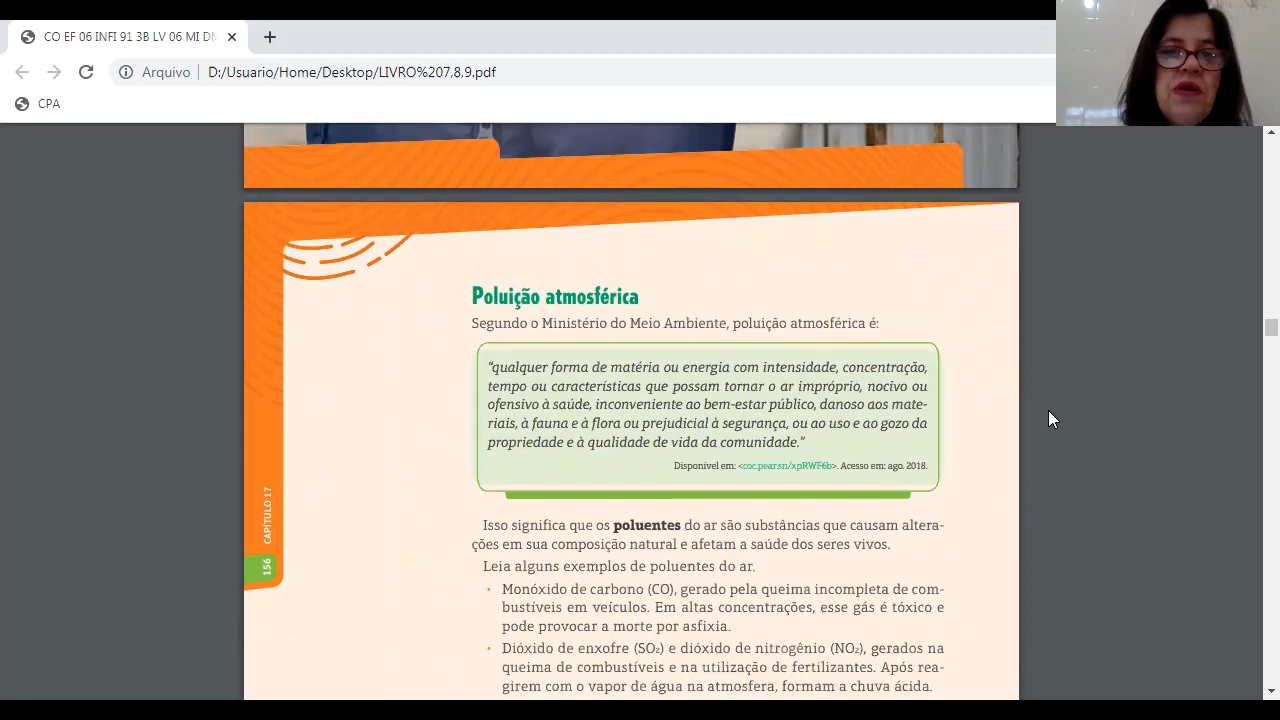 CO EF 06 INFI 91 3B LV 06 MI DM
Arquivo
D:/Usuario/Home/Desktop/LIVRO%207,8,9.pdf
CPA
Poluição atmosférica
Segundo o Ministério do Meio Ambiente, poluição atmosférica é:
“qualquer forma de matéria ou energia com intensidade, concentração,
tempo ou características que possam tornar o ar impróprio, nocivo ou
ofensivo à saúde, inconveniente ao bem-estar público, danoso aos mate-
riais, à fauna e à flora ou prejudicial à segurança, ou ao uso e ao gozo da
propriedade e à qualidade de vida da comunidade.”
Disponível em: <coc.pear.sn/xpRWF6b>. Acesso em: ago. 2018.
Isso significa que os poluentes do ar são substâncias que causam altera-
ções em sua composição natural e afetam a saúde dos seres vivos.
Leia alguns exemplos de poluentes do ar.
• Monóxido de carbono (CO), gerado pela queima incompleta de com-
bustíveis em veículos. Em altas concentrações, esse gás é tóxico e
pode provocar a morte por asfixia.
• Dióxido de enxofre (SO₂) e dióxido de nitrogênio (NO₂), gerados na
queima de combustíveis e na utilização de fertilizantes. Após rea-
girem com o vapor de água na atmosfera, formam a chuva ácida.
CAPÍTULO 17
156